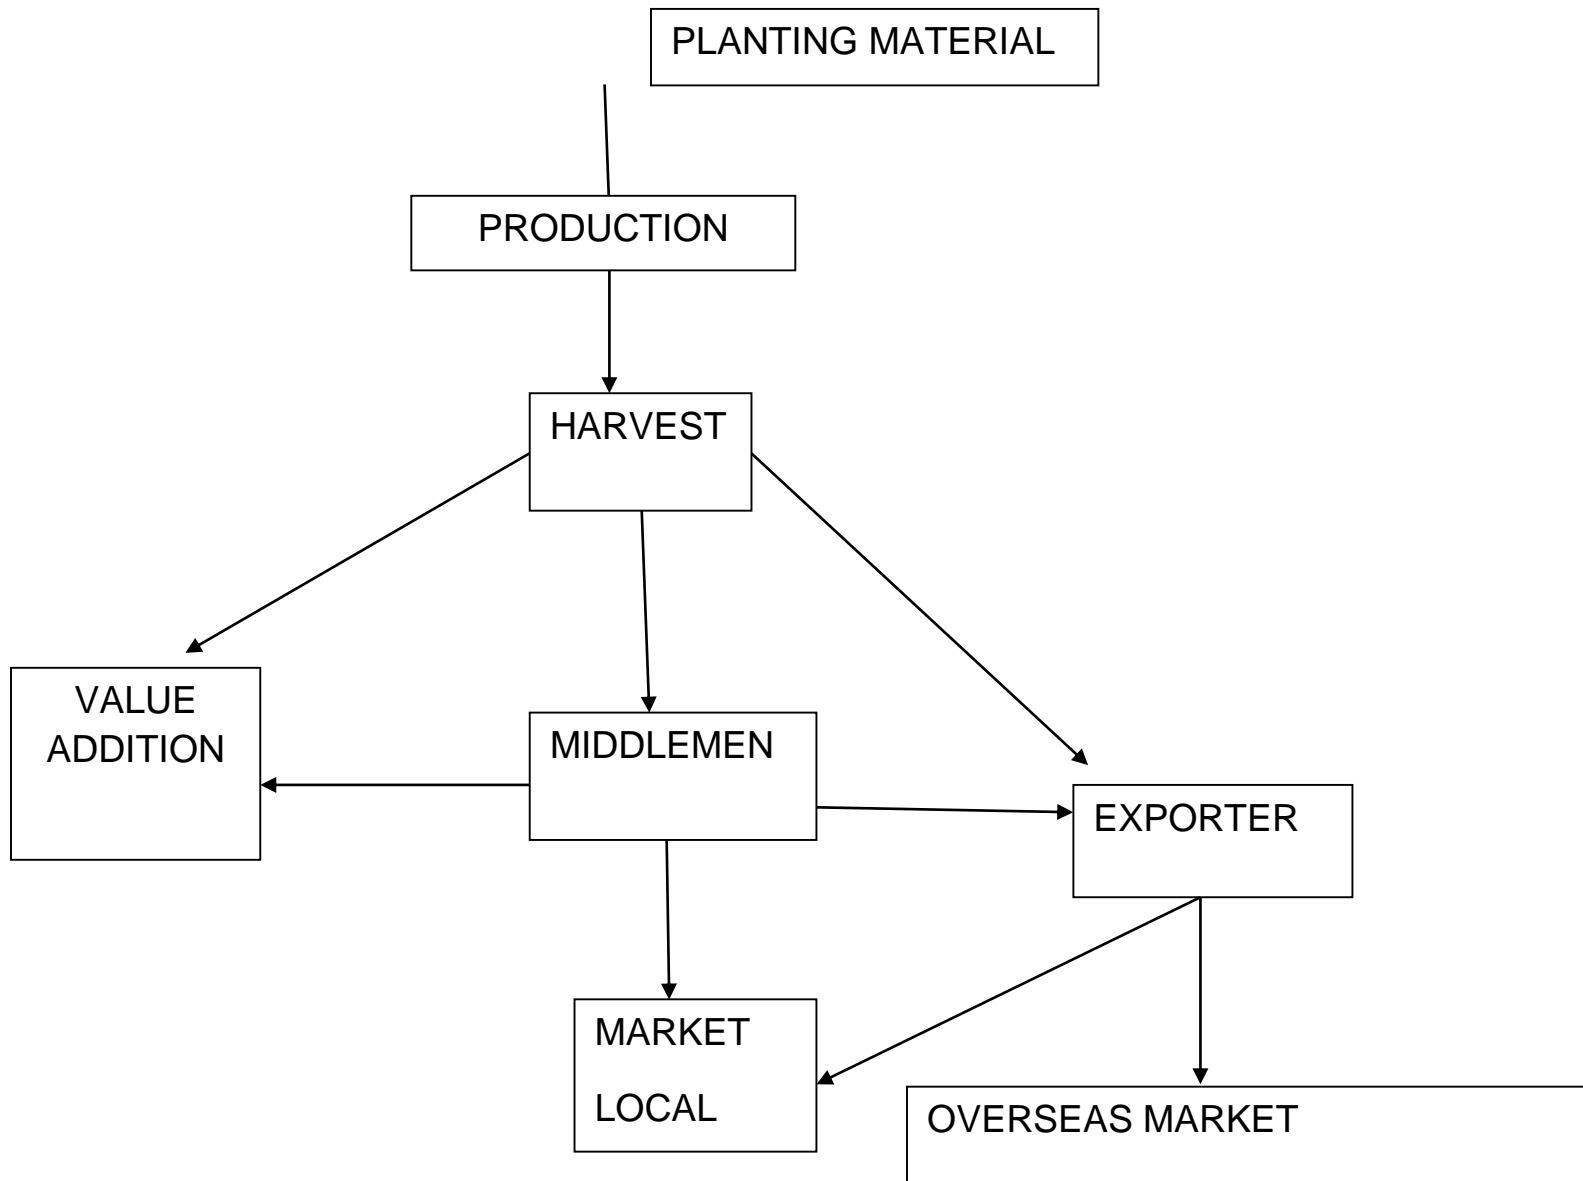 PLANTING MATERIAL
PRODUCTION
HARVEST
VALUE
ADDITION
MIDDLEMEN
EXPORTER
MARKET
LOCAL
OVERSEAS MARKET